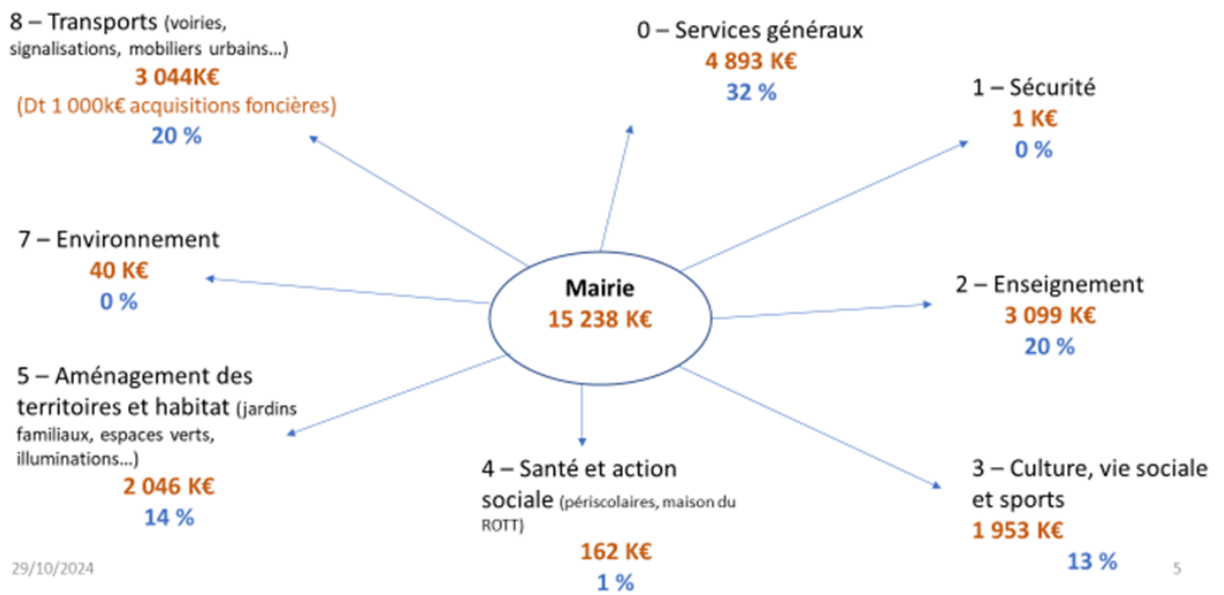 8 – Transports (voiries,
signalisations, mobiliers urbains...)
3 044K€
(Dt 1 000k€ acquisitions foncières)
20 %
0 – Services généraux
4 893 K€
32 %
1 – Sécurité
1 K€
0 %
7 – Environnement
40 K€
0 %
Mairie
15 238 K€
2 – Enseignement
3 099 K€
20 %
5 – Aménagement des
territoires et habitat (jardins
familiaux, espaces verts,
illuminations...)
2 046 K€
14 %
4 – Santé et action
sociale (périscolaires, maison du
ROTT)
162 K€
1 %
3 – Culture, vie sociale
et sports
1 953 K€
13 %
29/10/2024
5